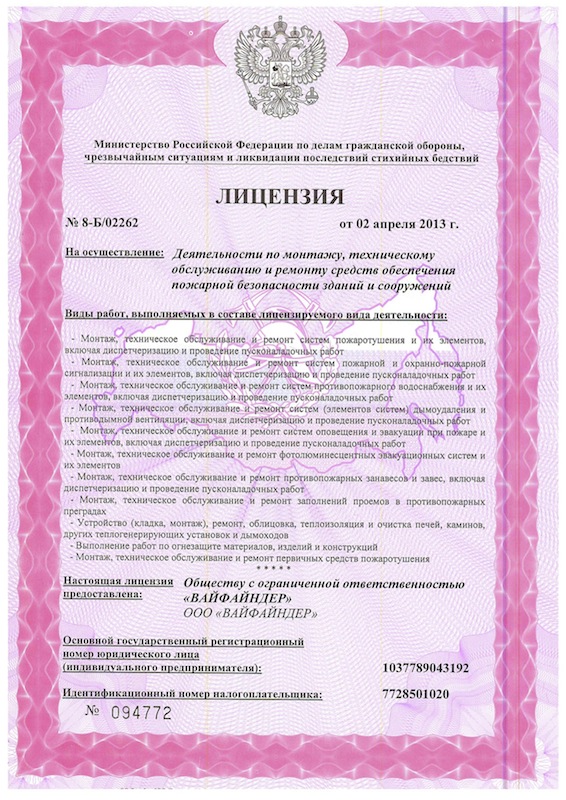 Министерство Российской Федерации по делам гражданской обороны,
чрезвычайным ситуациям и ликвидации последствий стихийных бедствий
ЛИЦЕНЗИЯ
№ 8-Б/02262 от 02 апреля 2013 г.
На осуществление: Деятельности по монтажу, техническому
обслуживанию и ремонту средств обеспечения
пожарной безопасности зданий и сооружений
Виды работ, выполняемых в составе лицензируемого вида деятельности:
- Монтаж, техническое обслуживание и ремонт систем пожаротушения и их элементов,
включая диспетчеризацию и проведение пусконаладочных работ
- Монтаж, техническое обслуживание и ремонт систем пожарной и охранно-пожарной
сигнализации и их элементов, включая диспетчеризацию и проведение пусконаладочных работ
- Монтаж, техническое обслуживание и ремонт систем противопожарного водоснабжения и их
элементов, включая диспетчеризацию и проведение пусконаладочных работ
- Монтаж, техническое обслуживание и ремонт систем (элементов систем) дымоудаления и
противодымной вентиляции, включая диспетчеризацию и проведение пусконаладочных работ
- Монтаж, техническое обслуживание и ремонт систем оповещения и эвакуации при пожаре и
их элементов, включая диспетчеризацию и проведение пусконаладочных работ
- Монтаж, техническое обслуживание и ремонт фотолюминесцентных эвакуационных систем и
их элементов
- Монтаж, техническое обслуживание и ремонт противопожарных занавесов и завес, включая
диспетчеризацию и проведение пусконаладочных работ
- Монтаж, техническое обслуживание и ремонт заполнений проемов в противопожарных
преградах
- Устройство (кладка, монтаж), ремонт, облицовка, теплоизоляция и очистка печей, каминов,
других теплогенерирующих установок и дымоходов
- Выполнение работ по огнезащите материалов, изделий и конструкций
- Монтаж, техническое обслуживание и ремонт первичных средств пожаротушения
* * * * *
Настоящая лицензия Обществу с ограниченной ответственностью
предоставлена: «ВАЙФАЙНДЕР»
ООО «ВАЙФАЙНДЕР»
Основной государственный регистрационный
номер юридического лица
(индивидуального предпринимателя): 1037789043192
Идентификационный номер налогоплательщика: 7728501020
№ 094772